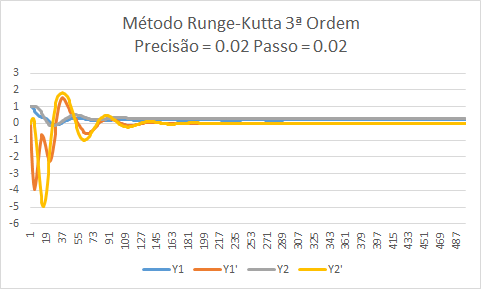 Método Runge-Kutta 3ª Ordem
Precisão = 0.02 Passo = 0.02
3
2
1
0
-1
-2
-3
-4
-5
-6
1 19 37 55 73 91 109 127 145 163 181 199 217 235 253 271 289 307 325 343 361 379 397 415 433 451 469 487
Y1 Y1' Y2 Y2'